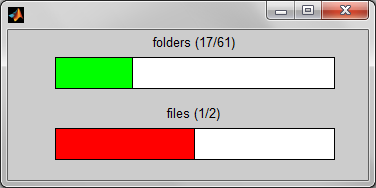 folders (17/61)
files (1/2)